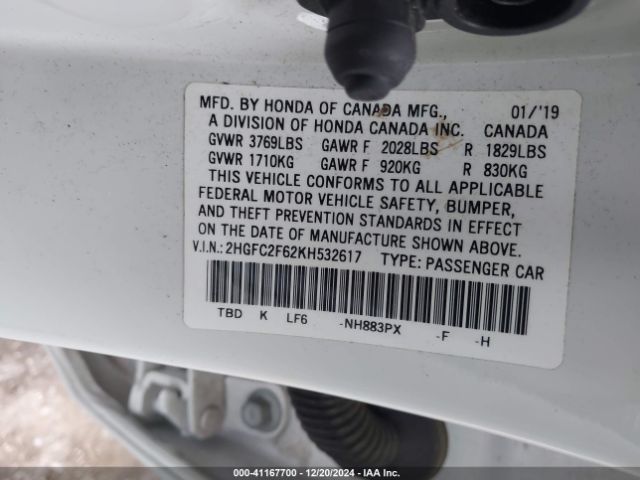 MFD. BY HONDA OF CANADA MFG., 01/'19
A DIVISION OF HONDA CANADA INC. CANADA
GVWR 3769LBS GAWR F 2028LBS R 1829LBS
GVWR 1710KG GAWR F 920KG R 830KG
THIS VEHICLE CONFORMS TO ALL APPLICABLE
FEDERAL MOTOR VEHICLE SAFETY, BUMPER,
AND THEFT PREVENTION STANDARDS IN EFFECT
ON THE DATE OF MANUFACTURE SHOWN ABOVE.
V.I.N.: 2HGFC2F62KH532617 TYPE: PASSENGER CAR
TBD K LF6 -NH883PX -F -H
000-41167700 - 12/20/2024 - IAA Inc.